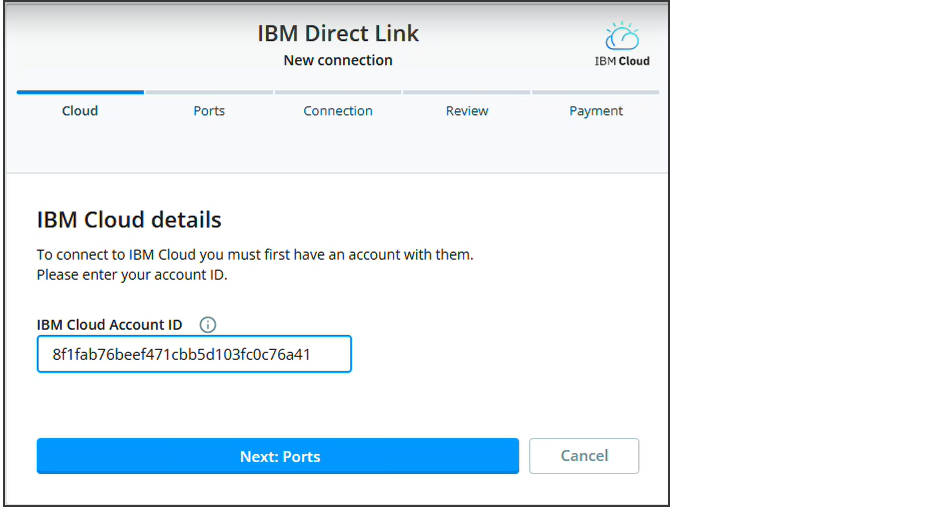 IBM Direct Link
New connection
IBM Cloud
Cloud
Ports
Connection
Review
Payment
IBM Cloud details
To connect to IBM Cloud you must first have an account with them.
Please enter your account ID.
IBM Cloud Account ID
8f1fab76beef471cbb5d103fc0c76a41
Next: Ports
Cancel